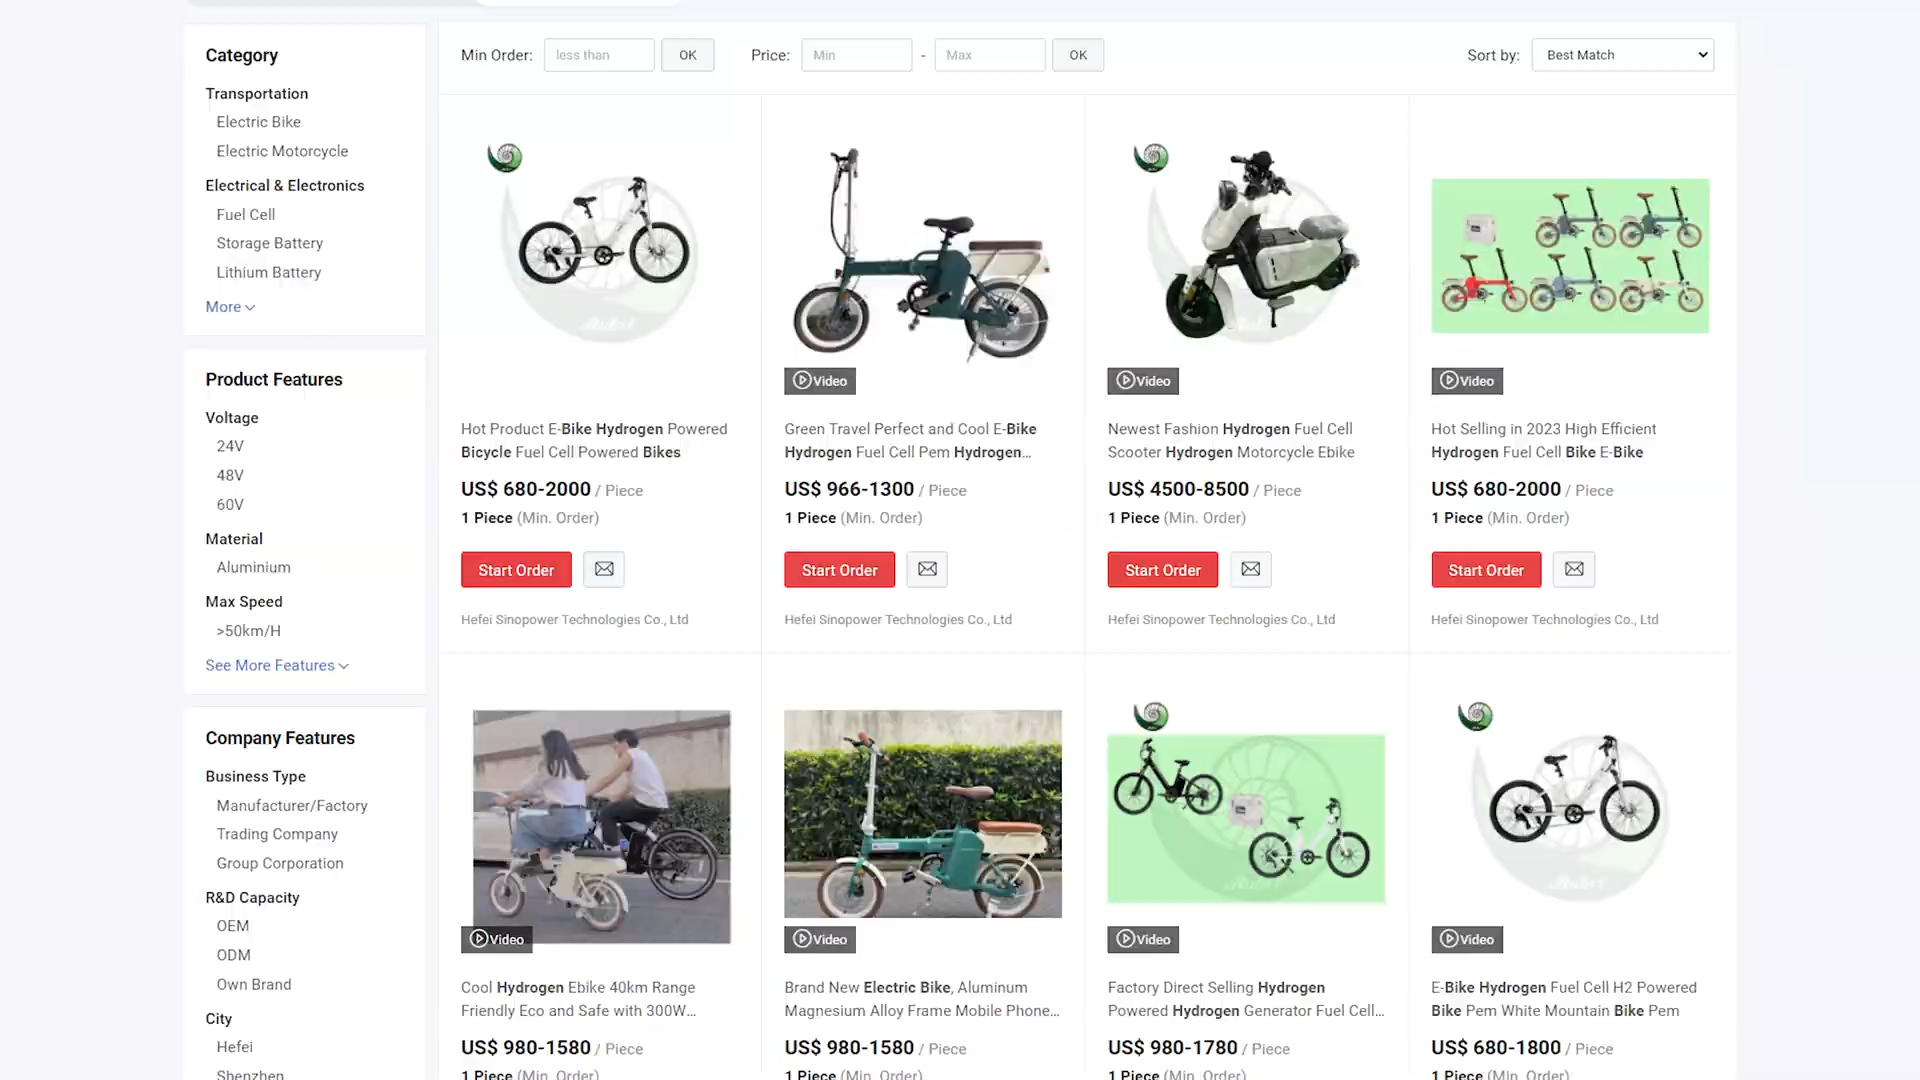 Category
Transportation
Electric Bike
Electric Motorcycle
Electrical & Electronics
Fuel Cell
Storage Battery
Lithium Battery
More
Product Features
Voltage
24V
48V
60V
Material
Aluminium
Max Speed
>50km/H
See More Features
Company Features
Business Type
Manufacturer/Factory
Trading Company
Group Corporation
R&D Capacity
OEM
ODM
Own Brand
City
Hefei
Shenzhen
Min Order: less than OK Price: Min - Max OK Sort by: Best Match
Video
Video
Video
Hot Product E-Bike Hydrogen Powered
Bicycle Fuel Cell Powered Bikes
US$ 680-2000 / Piece
1 Piece (Min. Order)
Start Order
Hefei Sinopower Technologies Co., Ltd
Green Travel Perfect and Cool E-Bike
Hydrogen Fuel Cell Pem Hydrogen...
US$ 966-1300 / Piece
1 Piece (Min. Order)
Start Order
Hefei Sinopower Technologies Co., Ltd
Newest Fashion Hydrogen Fuel Cell
Scooter Hydrogen Motorcycle Ebike
US$ 4500-8500 / Piece
1 Piece (Min. Order)
Start Order
Hefei Sinopower Technologies Co., Ltd
Hot Selling in 2023 High Efficient
Hydrogen Fuel Cell Bike E-Bike
US$ 680-2000 / Piece
1 Piece (Min. Order)
Start Order
Hefei Sinopower Technologies Co., Ltd
Video
Video
Video
Video
Cool Hydrogen Ebike 40km Range
Friendly Eco and Safe with 300W...
US$ 980-1580 / Piece
1 Piece (Min. Order)
Brand New Electric Bike, Aluminum
Magnesium Alloy Frame Mobile Phone...
US$ 980-1580 / Piece
1 Piece (Min. Order)
Factory Direct Selling Hydrogen
Powered Hydrogen Generator Fuel Cell...
US$ 980-1780 / Piece
1 Piece (Min. Order)
E-Bike Hydrogen Fuel Cell H2 Powered
Bike Pem White Mountain Bike Pem
US$ 680-1800 / Piece
1 Piece (Min. Order)